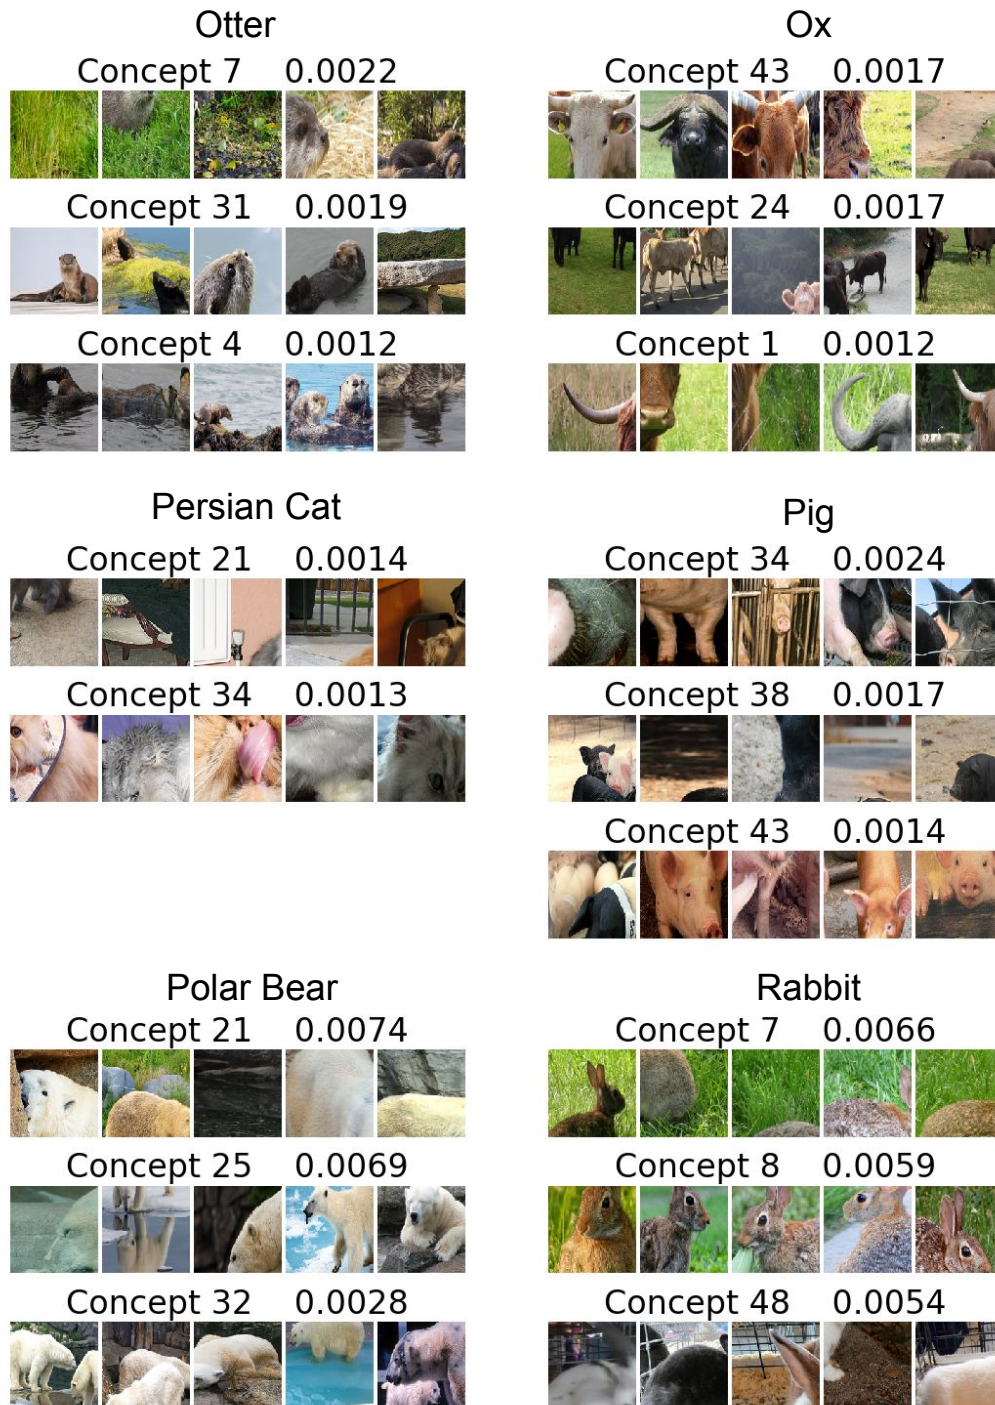 Otter
Concept 7 0.0022
Concept 31 0.0019
Concept 4 0.0012
Ox
Concept 43 0.0017
Concept 24 0.0017
Concept 1 0.0012
Persian Cat
Concept 21 0.0014
Concept 34 0.0013
Pig
Concept 34 0.0024
Concept 38 0.0017
Concept 43 0.0014
Polar Bear
Concept 21 0.0074
Concept 25 0.0069
Concept 32 0.0028
Rabbit
Concept 7 0.0066
Concept 8 0.0059
Concept 48 0.0054